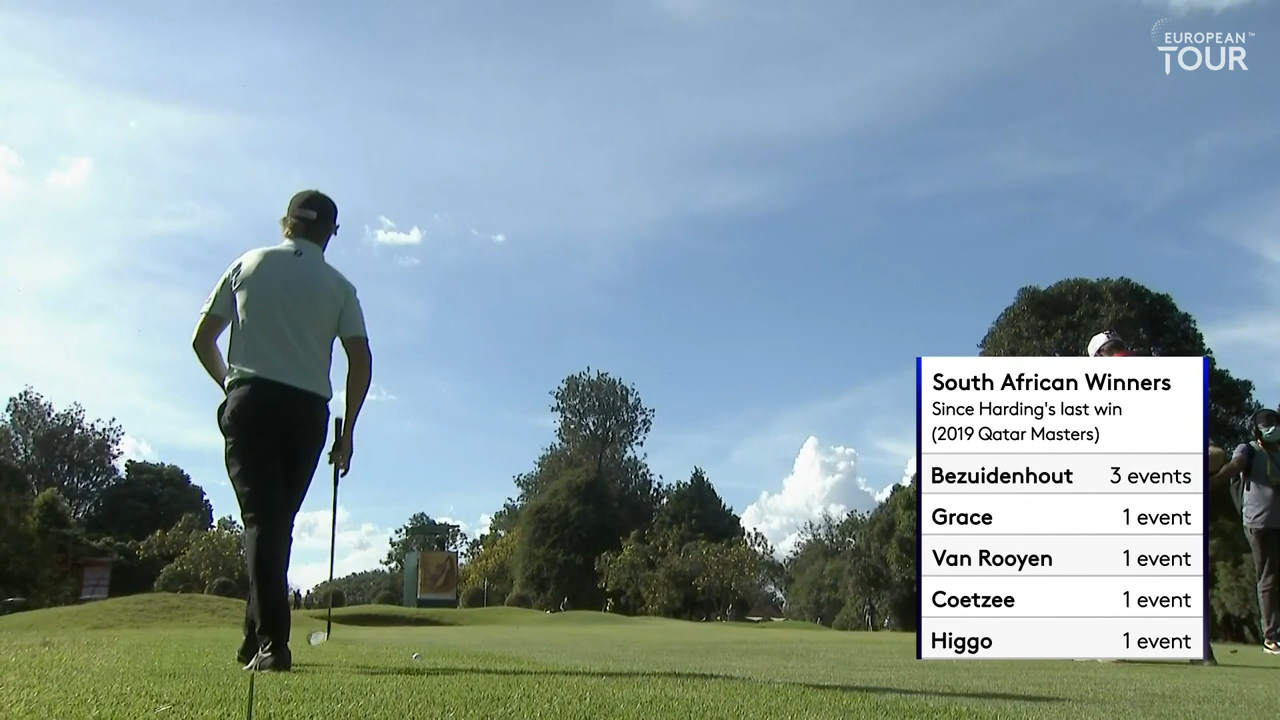 EUROPEAN™
TOUR
South African Winners
Since Harding's last win
(2019 Qatar Masters)
Bezuidenhout 3 events
Grace 1 event
Van Rooyen 1 event
Coetzee 1 event
Higgo 1 event